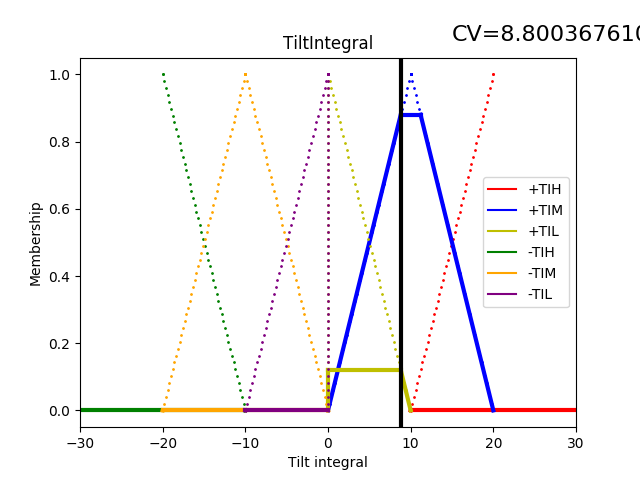 CV=8.800367610
TiltIntegral
1.0
0.8
0.6
0.4
0.2
0.0
Membership
+TIH
+TIM
+TIL
-TIH
-TIM
-TIL
−30
−20
−10
0
10
20
30
Tilt integral